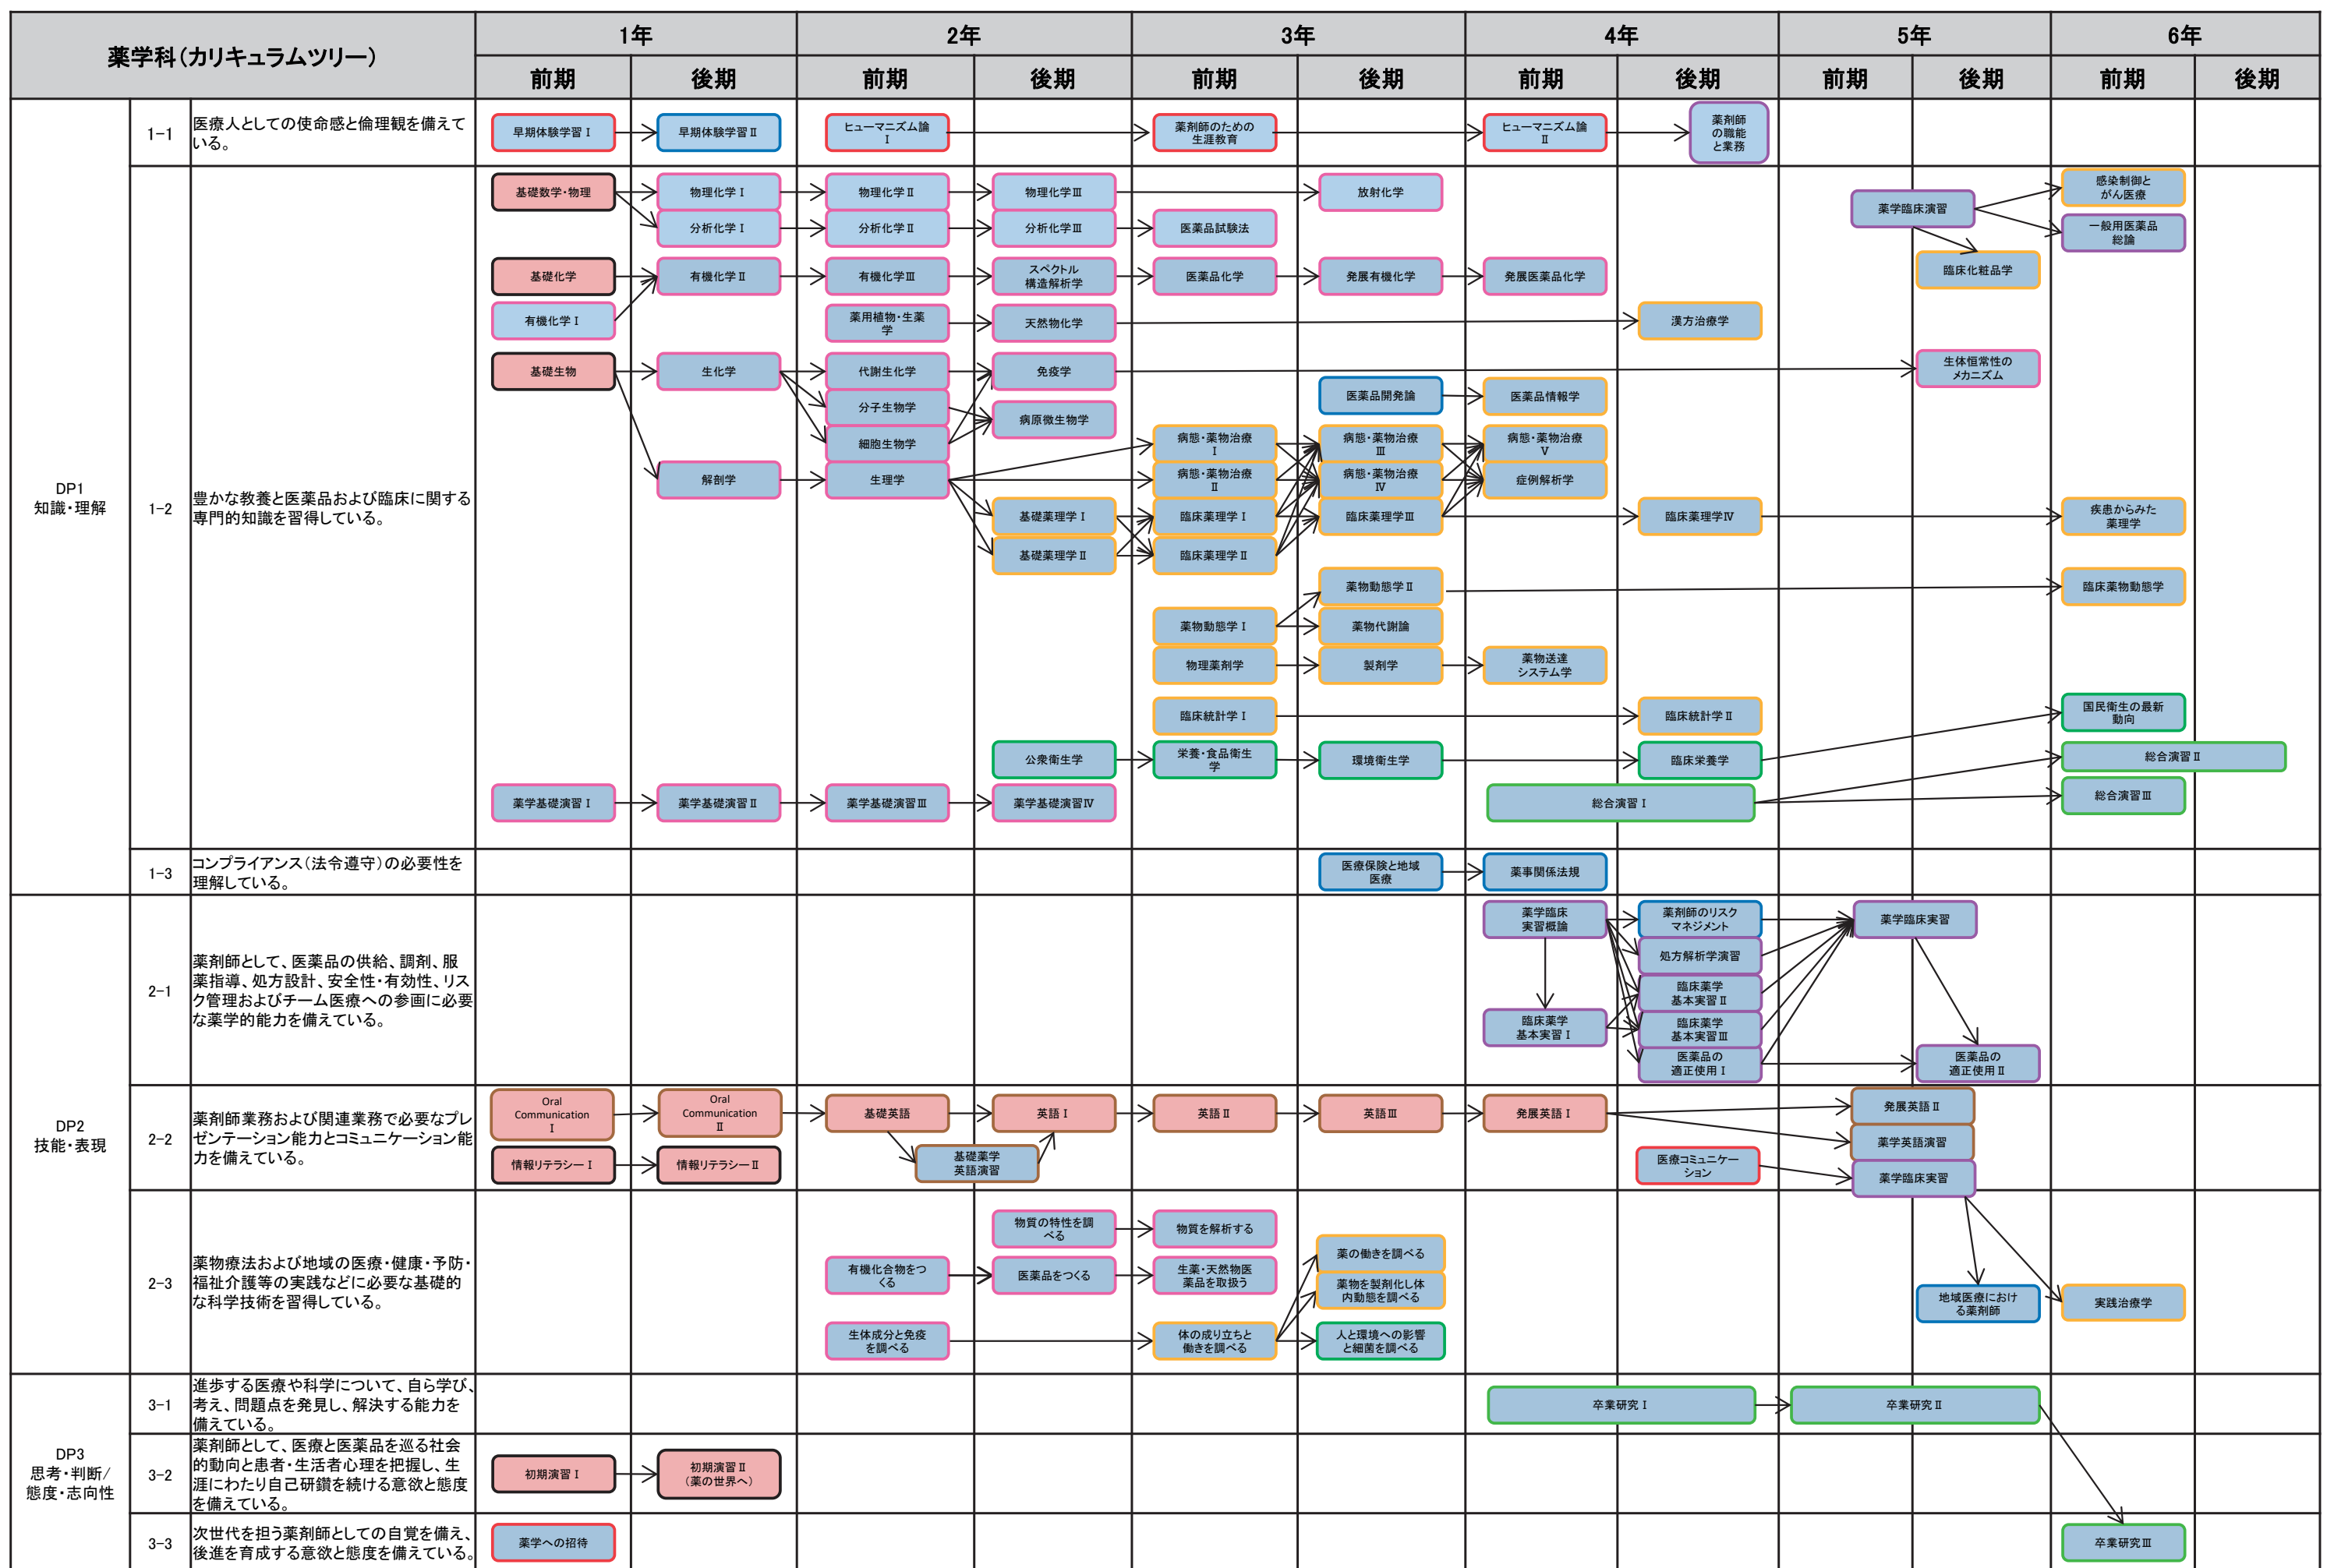 薬学科（カリキュラムツリー）
1年
2年
3年
4年
5年
6年
前期
後期
前期
後期
前期
後期
前期
後期
前期
後期
前期
後期
DP1
知識・理解
1-1
医療人としての使命感と倫理観を備えて
いる。
早期体験学習Ⅰ
早期体験学習Ⅱ
ヒューマニズム論
Ⅰ
薬剤師のための
生涯教育
ヒューマニズム論
Ⅱ
薬剤師
の職能
と業務
1-2
豊かな教養と医薬品および臨床に関する
専門的知識を習得している。
基礎数学・物理
物理化学Ⅰ
物理化学Ⅱ
物理化学Ⅲ
放射化学
薬学臨床演習
感染制御と
がん医療
分析化学Ⅰ
分析化学Ⅱ
分析化学Ⅲ
医薬品試験法
一般用医薬品
総論
基礎化学
有機化学Ⅱ
有機化学Ⅲ
スペクトル
構造解析学
医薬品化学
発展有機化学
発展医薬品化学
臨床化粧品学
有機化学Ⅰ
薬用植物・生薬
学
天然物化学
漢方治療学
基礎生物
生化学
代謝生化学
免疫学
生体恒常性の
メカニズム
分子生物学
病原微生物学
医薬品開発論
医薬品情報学
細胞生物学
病態・薬物治療
Ⅰ
病態・薬物治療
Ⅲ
病態・薬物治療
Ⅴ
解剖学
生理学
病態・薬物治療
Ⅱ
病態・薬物治療
Ⅳ
症例解析学
基礎薬理学Ⅰ
臨床薬理学Ⅰ
臨床薬理学Ⅲ
臨床薬理学Ⅳ
疾患からみた
薬理学
基礎薬理学Ⅱ
臨床薬理学Ⅱ
薬物動態学Ⅱ
臨床薬物動態学
薬物動態学Ⅰ
薬物代謝論
物理薬剤学
製剤学
薬物送達
システム学
臨床統計学Ⅰ
臨床統計学Ⅱ
国民衛生の最新
動向
公衆衛生学
栄養・食品衛生
学
環境衛生学
臨床栄養学
総合演習Ⅱ
薬学基礎演習Ⅰ
薬学基礎演習Ⅱ
薬学基礎演習Ⅲ
薬学基礎演習Ⅳ
総合演習Ⅰ
総合演習Ⅲ
1-3
コンプライアンス（法令遵守）の必要性を
理解している。
医療保険と地域
医療
薬事関係法規
DP2
技能・表現
2-1
薬剤師として、医薬品の供給、調剤、服
薬指導、処方設計、安全性・有効性、リス
ク管理およびチーム医療への参画に必要
な薬学的能力を備えている。
薬学臨床
実習概論
薬剤師のリスク
マネジメント
薬学臨床実習
処方解析学演習
臨床薬学
基本実習Ⅱ
臨床薬学
基本実習Ⅰ
臨床薬学
基本実習Ⅲ
医薬品の
適正使用Ⅰ
医薬品の
適正使用Ⅱ
2-2
薬剤師業務および関連業務で必要なプレ
ゼンテーション能力とコミュニケーション能
力を備えている。
Oral
Communication
Ⅰ
Oral
Communication
Ⅱ
基礎英語
英語Ⅰ
英語Ⅱ
英語Ⅲ
発展英語Ⅰ
発展英語Ⅱ
薬学英語演習
情報リテラシーⅠ
情報リテラシーⅡ
基礎薬学
英語演習
医療コミュニケー
ション
薬学臨床実習
2-3
薬物療法および地域の医療・健康・予防・
福祉介護等の実践などに必要な基礎的
な科学技術を習得している。
物質の特性を調
べる
物質を解析する
薬の働きを調べる
有機化合物をつ
くる
医薬品をつくる
生薬・天然物医
薬品を取扱う
薬物を製剤化し体
内動態を調べる
地域医療におけ
る薬剤師
実践治療学
生体成分と免疫
を調べる
体の成り立ちと
働きを調べる
人と環境への影響
と細菌を調べる
DP3
思考・判断/
態度・志向性
3-1
進歩する医療や科学について、自ら学び、
考え、問題点を発見し、解決する能力を
備えている。
卒業研究Ⅰ
卒業研究Ⅱ
3-2
薬剤師として、医療と医薬品を巡る社会
的動向と患者・生活者心理を把握し、生
涯にわたり自己研鑽を続ける意欲と態度
を備えている。
初期演習Ⅰ
初期演習Ⅱ
（薬の世界へ）
3-3
次世代を担う薬剤師としての自覚を備え、
後進を育成する意欲と態度を備えている。
薬学への招待
卒業研究Ⅲ